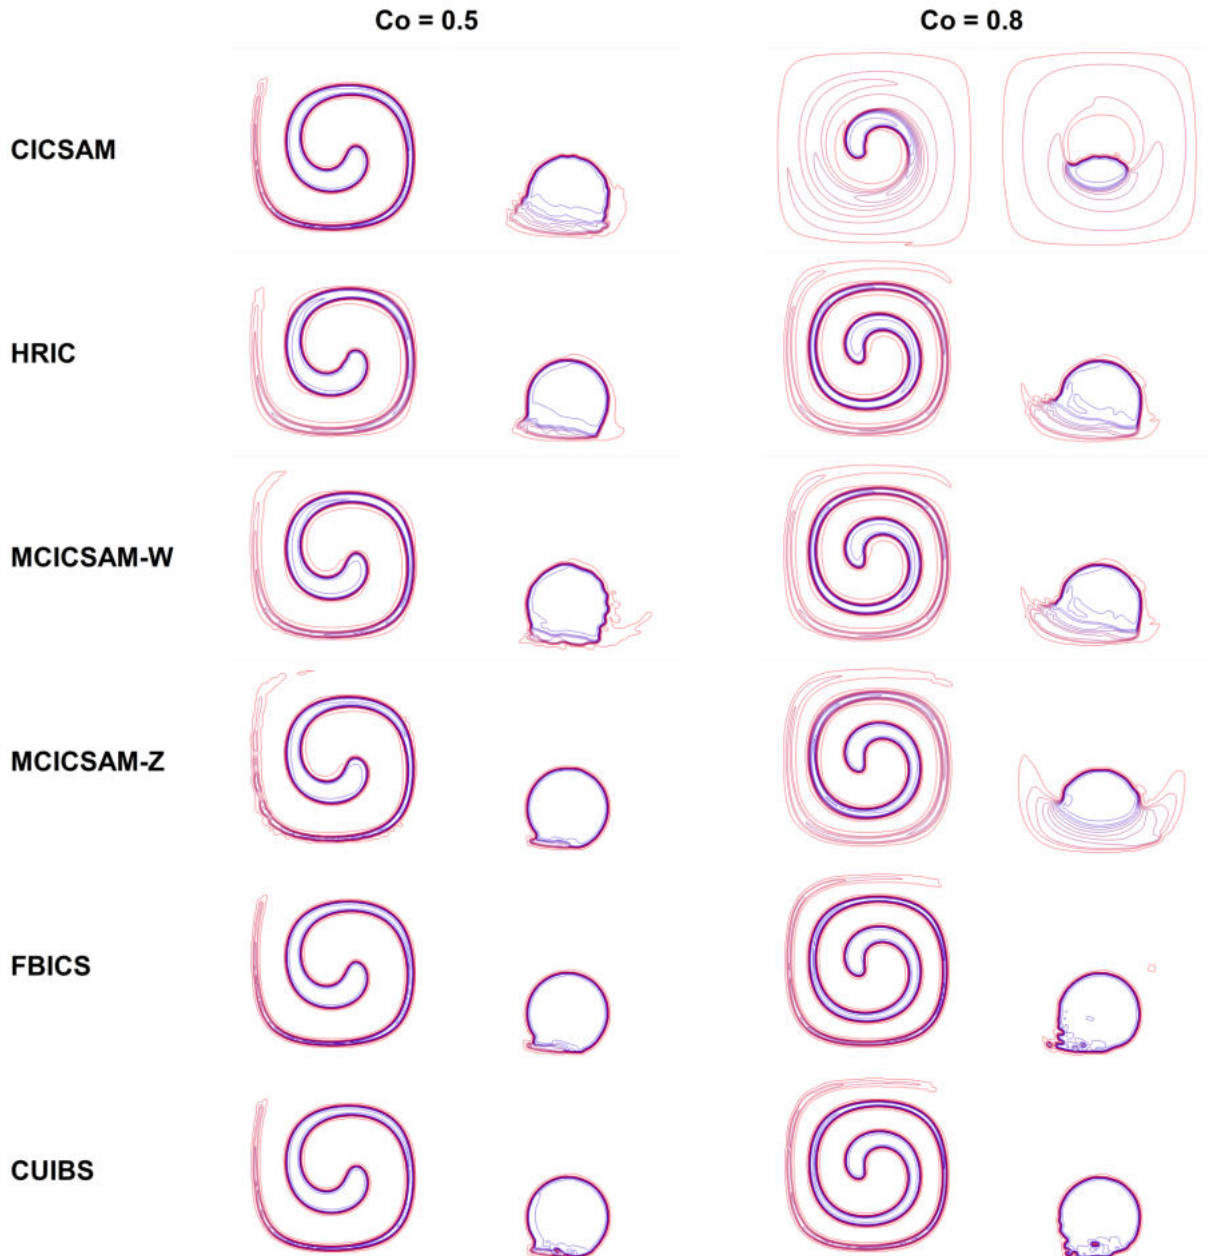 Co = 0.5
Co = 0.8
CICSAM
HRIC
MCICSAM-W
MCICSAM-Z
FBICS
CUIBS